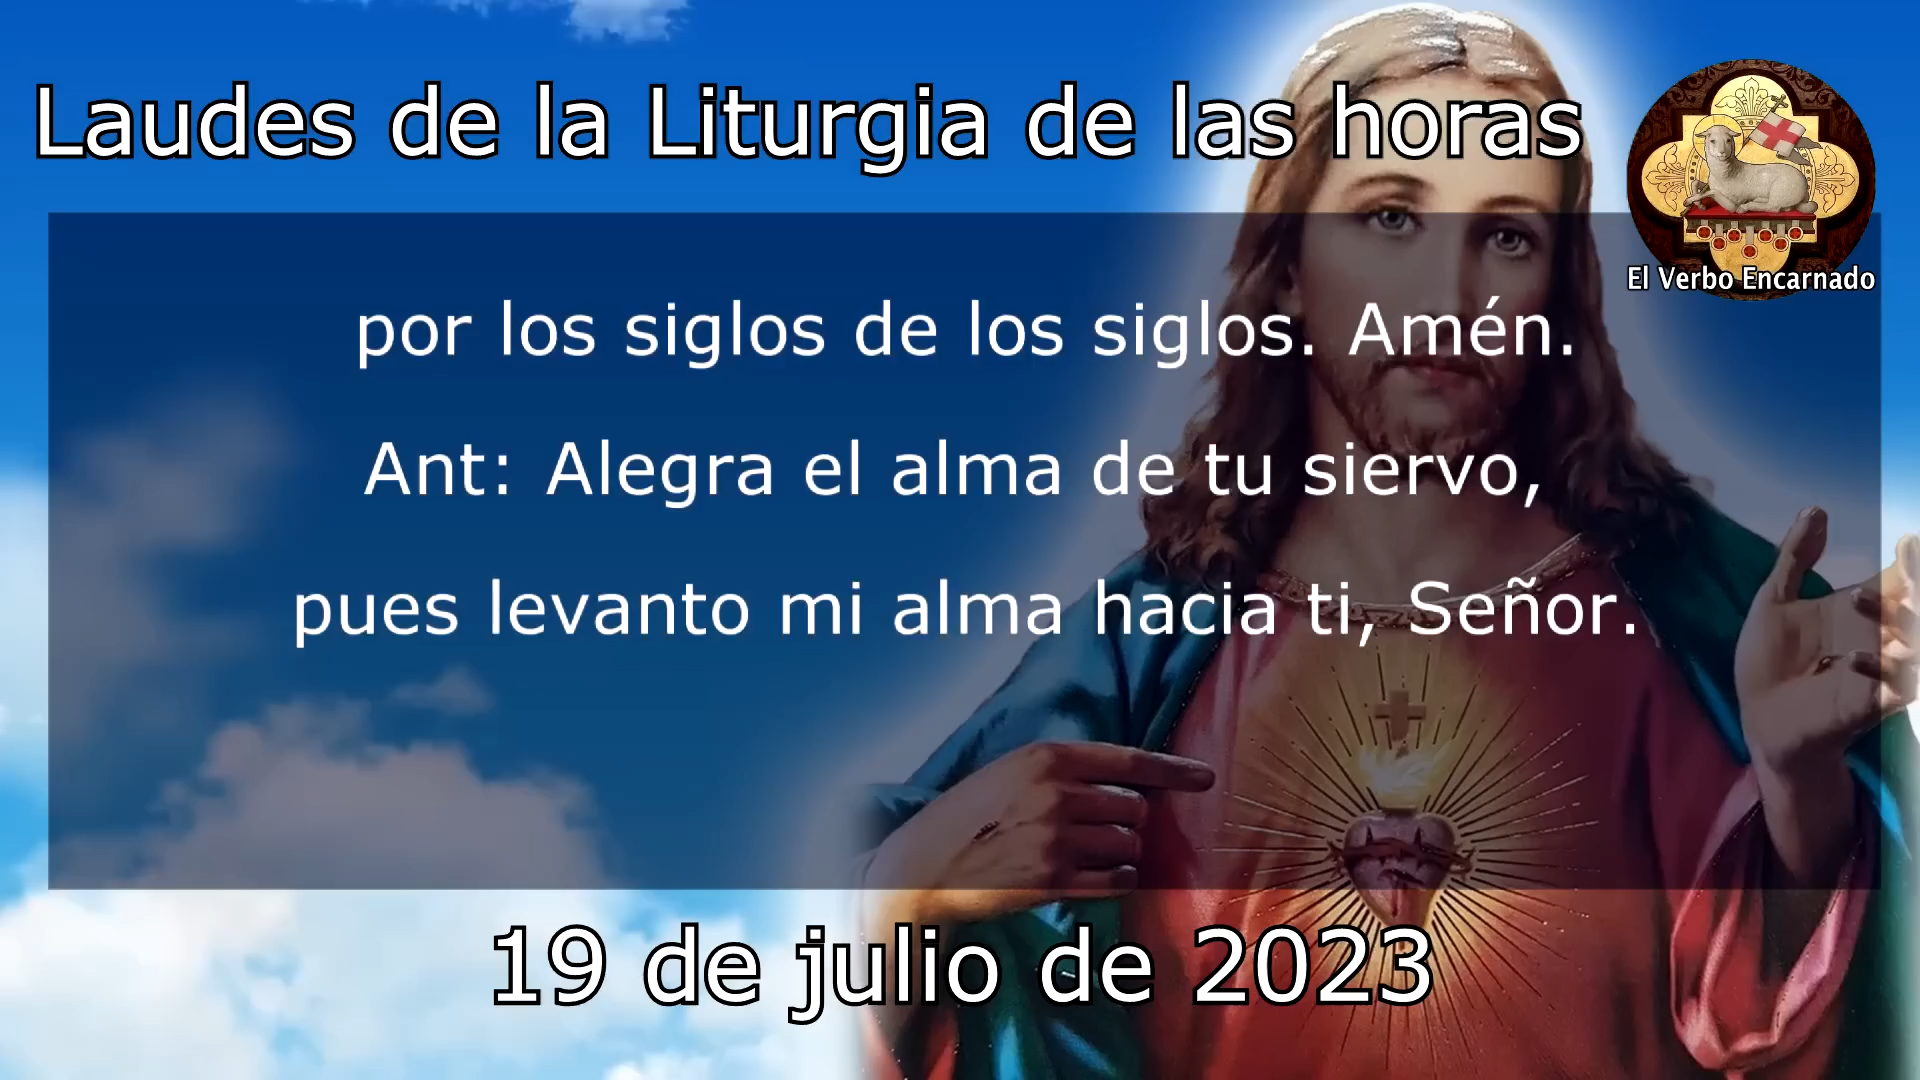 Laudes de la Liturgia de las horas
El Verbo Encarnado
por los siglos de los siglos. Amén.
Ant: Alegra el alma de tu siervo,
pues levanto mi alma hacia ti, Señor.
19 de julio de 2023